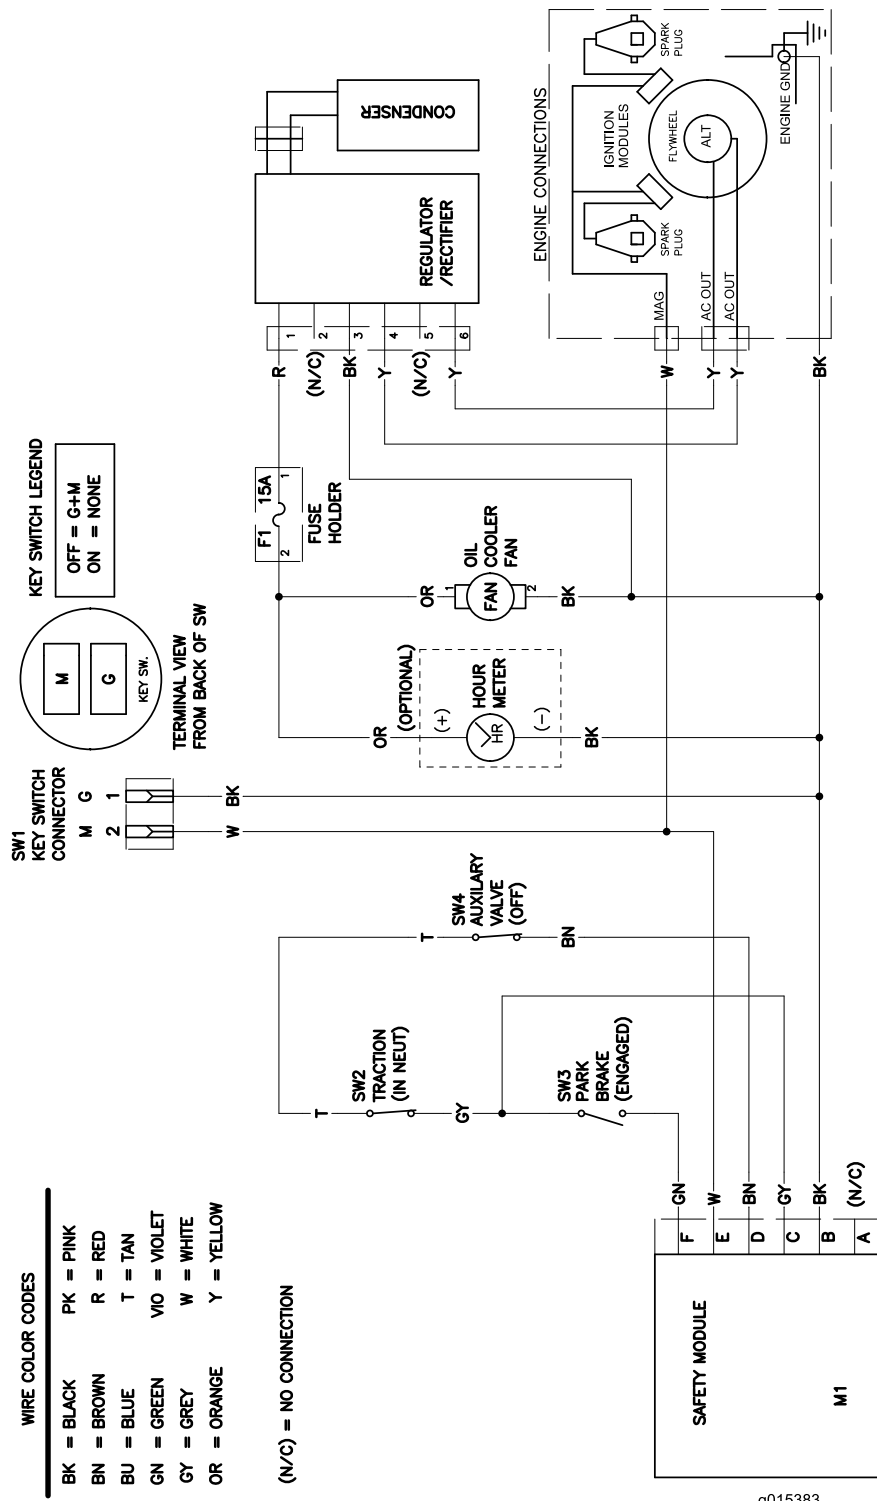 WIRE COLOR CODES
BK = BLACK PK = PINK
BN = BROWN R = RED
BU = BLUE T = TAN
GN = GREEN VIO = VIOLET
GY = GREY W = WHITE
OR = ORANGE Y = YELLOW
(N/C) = NO CONNECTION
SW1
KEY SWITCH
CONNECTOR
M G
2 1
W
BK
M
G
KEY SW.
TERMINAL VIEW
FROM BACK OF SW
KEY SWITCH LEGEND
OFF = G+M
ON = NONE
T
SW2
TRACTION
(IN NEUT)
GY
SW3
PARK
BRAKE
(ENGAGED)
T
SW4
AUXILARY
VALVE
(OFF)
BN
OR
(OPTIONAL)
(+)
HR
HOUR
METER
(-)
BK
OR
1
FAN
2
OIL
COOLER
FAN
BK
F1 15A
2 1
FUSE
HOLDER
R
(N/C)
BK
Y
(N/C)
Y
1
2
3
4
5
6
REGULATOR
/RECTIFIER
CONDENSER
ENGINE CONNECTIONS
SPARK
PLUG
SPARK
PLUG
IGNITION
MODULES
FLYWHEEL
ALT
ENGINE GND
MAG
AC OUT
AC OUT
W
Y
Y
BK
GN
W
BN
GY
BK
(N/C)
F
E
D
C
B
A
SAFETY MODULE
M1
g015383